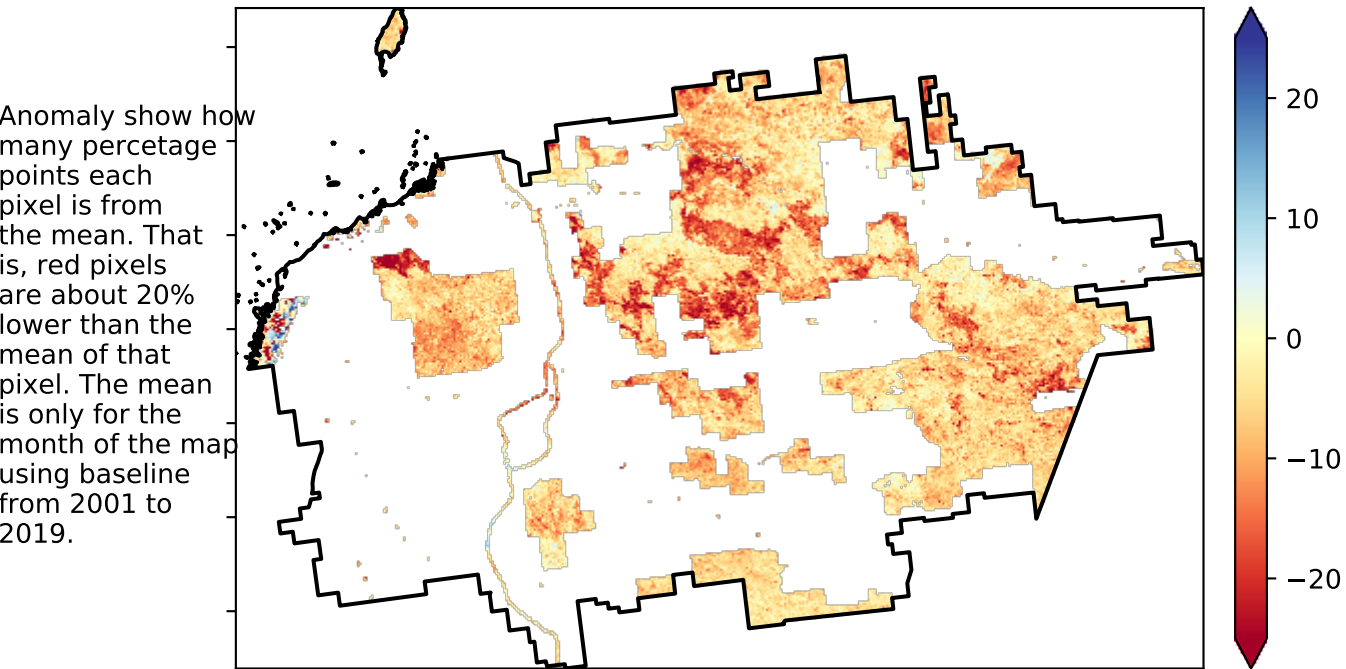 Anomaly show how
many percetage
points each
pixel is from
the mean. That
is, red pixels
are about 20%
lower than the
mean of that
pixel. The mean
is only for the
month of the map
using baseline
from 2001 to
2019.
20
10
0
−10
−20